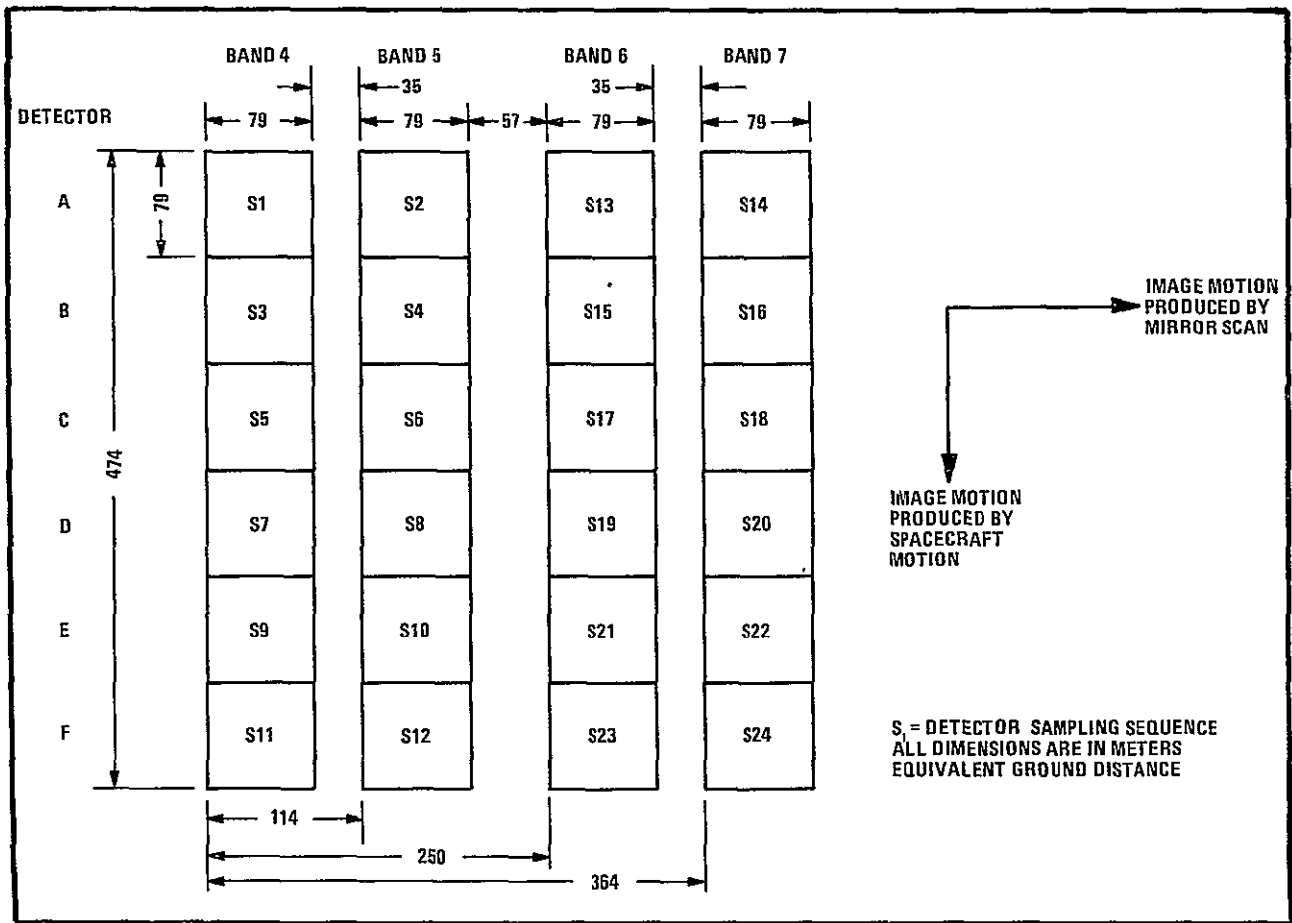 BAND 4 BAND 5 BAND 6 BAND 7
35 35
DETECTOR 79 79 57 79 79
A 79 S1 S2 S13 S14
B S3 S4 S15 S16
C S5 S6 S17 S18
474
D S7 S8 S19 S20
E S9 S10 S21 S22
F S11 S12 S23 S24
114
250
364
IMAGE MOTION
PRODUCED BY
MIRROR SCAN
IMAGE MOTION
PRODUCED BY
SPACECRAFT
MOTION
S_i = DETECTOR SAMPLING SEQUENCE
ALL DIMENSIONS ARE IN METERS
EQUIVALENT GROUND DISTANCE